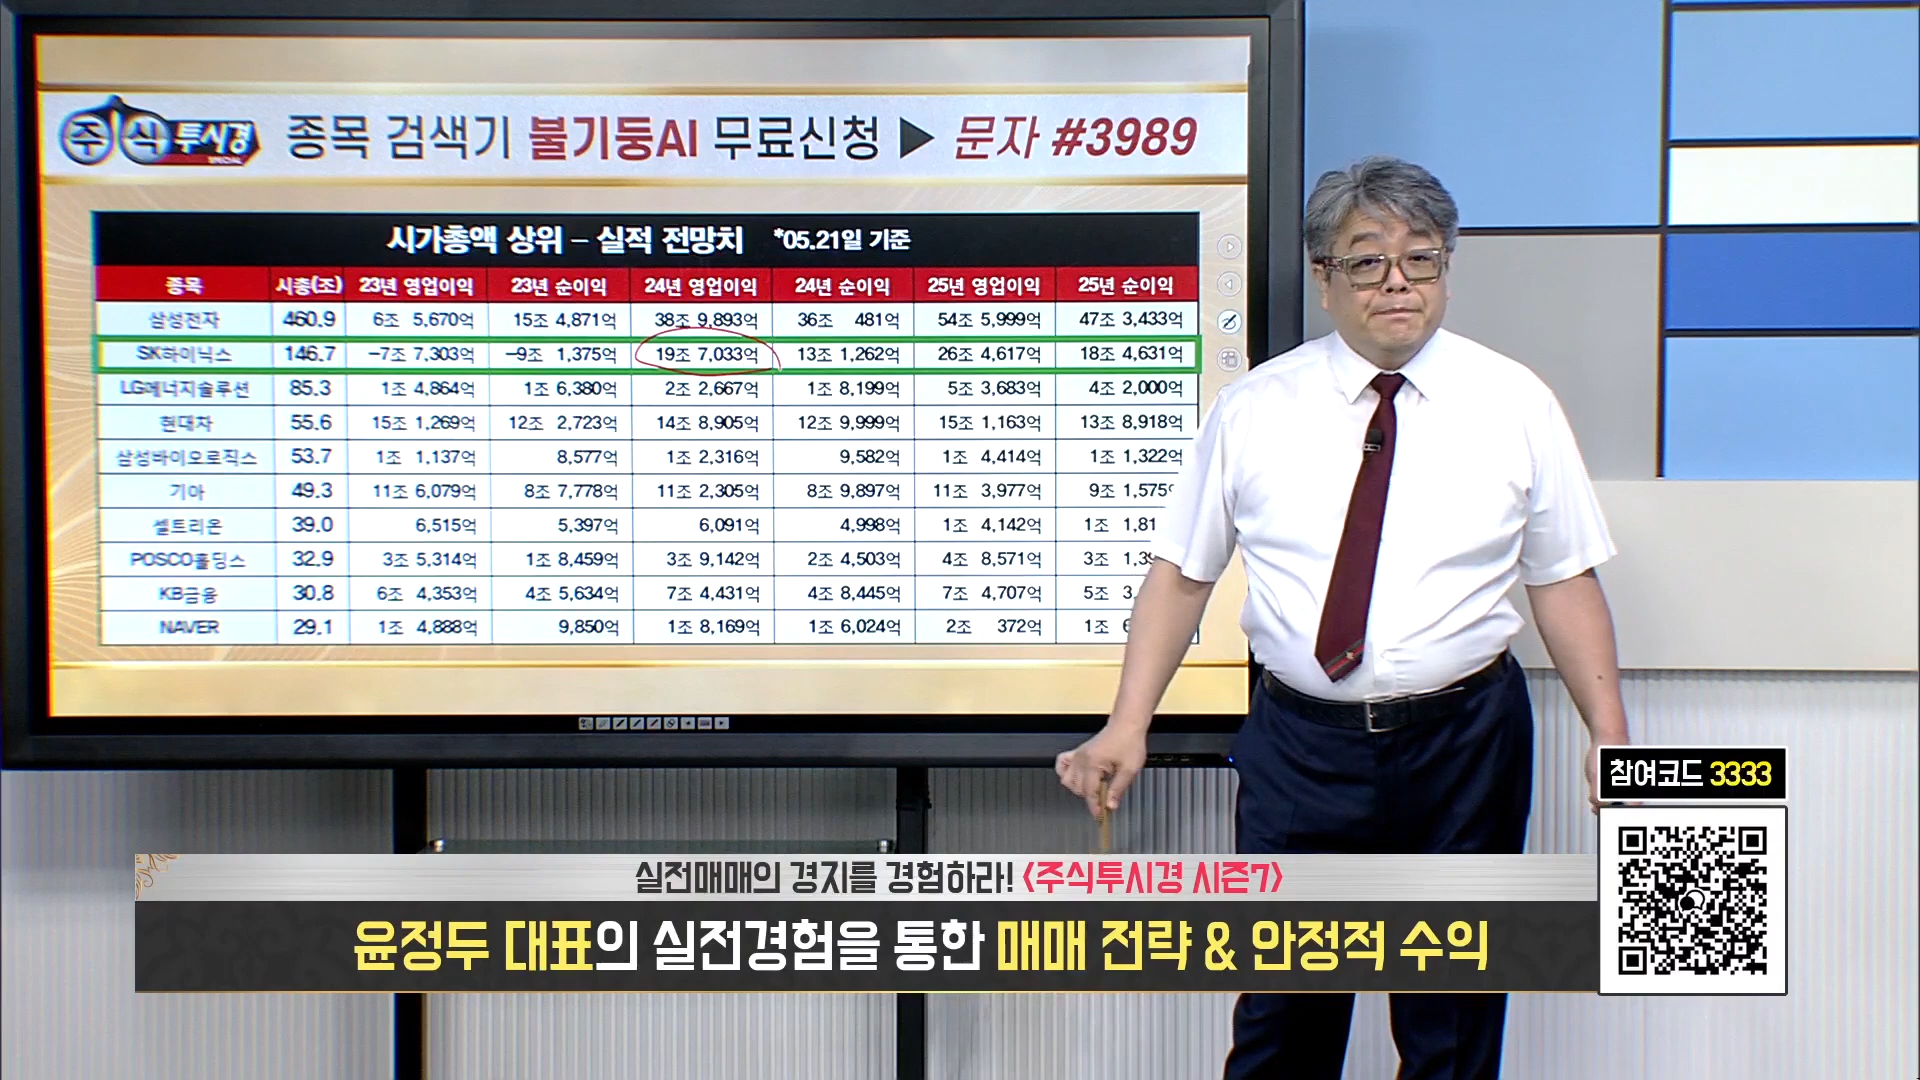 주식투시경 SPECIAL 종목 검색기 불기둥AI 무료신청 ▶ 문자 #3989
시가총액 상위 – 실적 전망치 *05.21일 기준
종목 시총(조) 23년 영업이익 23년 순이익 24년 영업이익 24년 순이익 25년 영업이익 25년 순이익
삼성전자 460.9 6조 5,670억 15조 4,871억 38조 9,893억 36조 481억 54조 5,999억 47조 3,433억
SK하이닉스 146.7 -7조 7,303억 -9조 1,375억 19조 7,033억 13조 1,262억 26조 4,617억 18조 4,631억
LG에너지솔루션 85.3 1조 4,864억 1조 6,380억 2조 2,667억 1조 8,199억 5조 3,683억 4조 2,000억
현대차 55.6 15조 1,269억 12조 2,723억 14조 8,905억 12조 9,999억 15조 1,163억 13조 8,918억
삼성바이오로직스 53.7 1조 1,137억 8,577억 1조 2,316억 9,582억 1조 4,414억 1조 1,322억
기아 49.3 11조 6,079억 8조 7,778억 11조 2,305억 8조 9,897억 11조 3,977억 9조 1,575
셀트리온 39.0 6,515억 5,397억 6,091억 4,998억 1조 4,142억 1조 1,81
POSCO홀딩스 32.9 3조 5,314억 1조 8,459억 3조 9,142억 2조 4,503억 4조 8,571억 3조
KB금융 30.8 6조 4,353억 4조 5,634억 7조 4,431억 4조 8,445억 7조 4,707억 5조
NAVER 29.1 1조 4,888억 9,850억 1조 8,169억 1조 6,024억 2조 372억 1조
참여코드 3333
실전매매의 경지를 경험하라! <주식투시경 시즌7>
윤정두 대표의 실전경험을 통한 매매 전략 & 안정적 수익